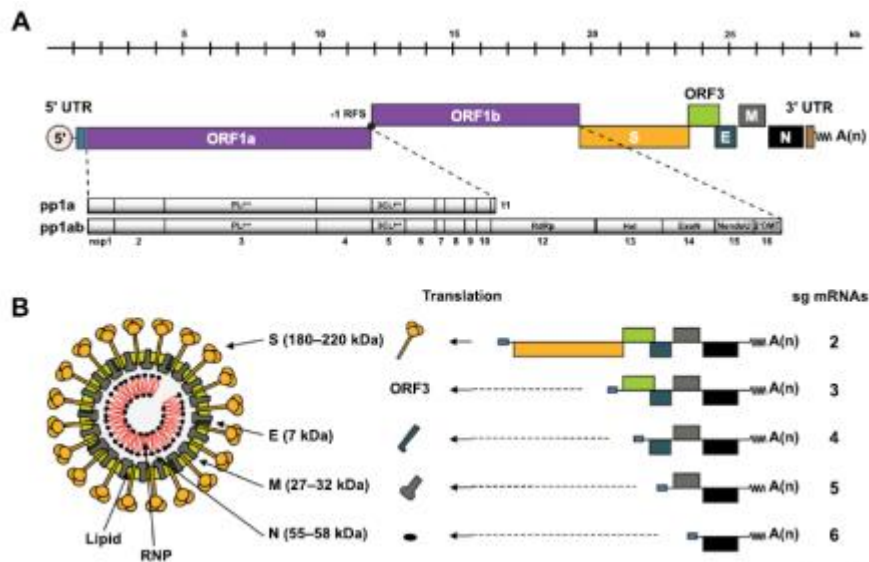 A
5 10 15 20 25 kb
5' UTR ORF3 3' UTR
-1 RFS ORF1b M
5' ORF1a S E N A(n)
pp1a 11
pp1ab RdRp Hel ExoN
nsp1 2 3 4 5 6 7 8 9 10 12 13 14 15 16
B
Translation sg mRNAs
S (180–220 kDa) A(n) 2
ORF3 A(n) 3
E (7 kDa) A(n) 4
M (27–32 kDa) A(n) 5
N (55–58 kDa) A(n) 6
Lipid
RNP